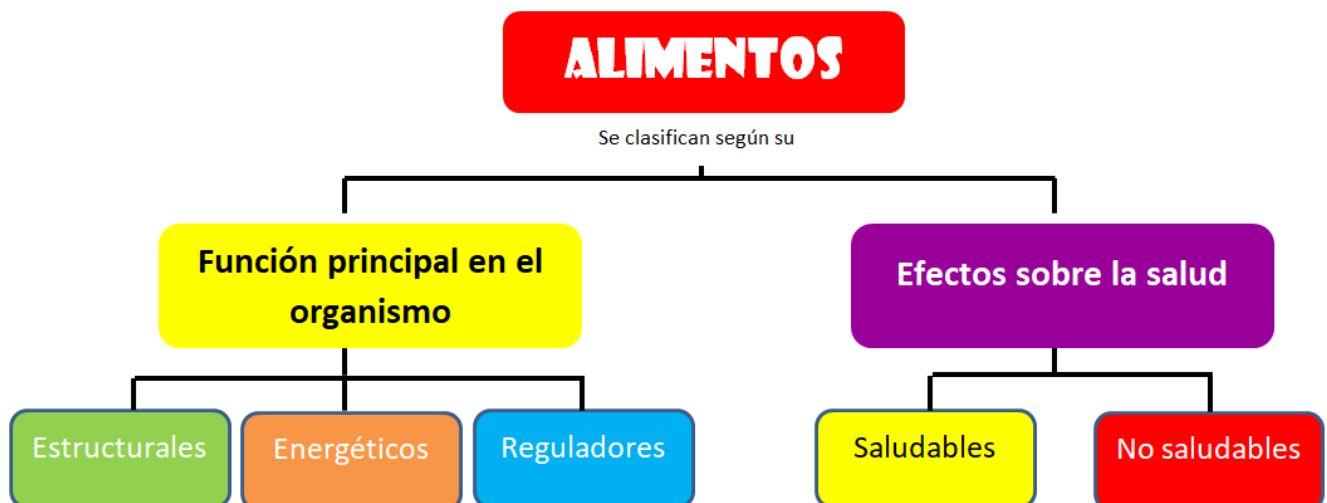 ALIMENTOS
Se clasifican según su
Función principal en el
organismo
Efectos sobre la salud
Estructurales
Energéticos
Reguladores
Saludables
No saludables